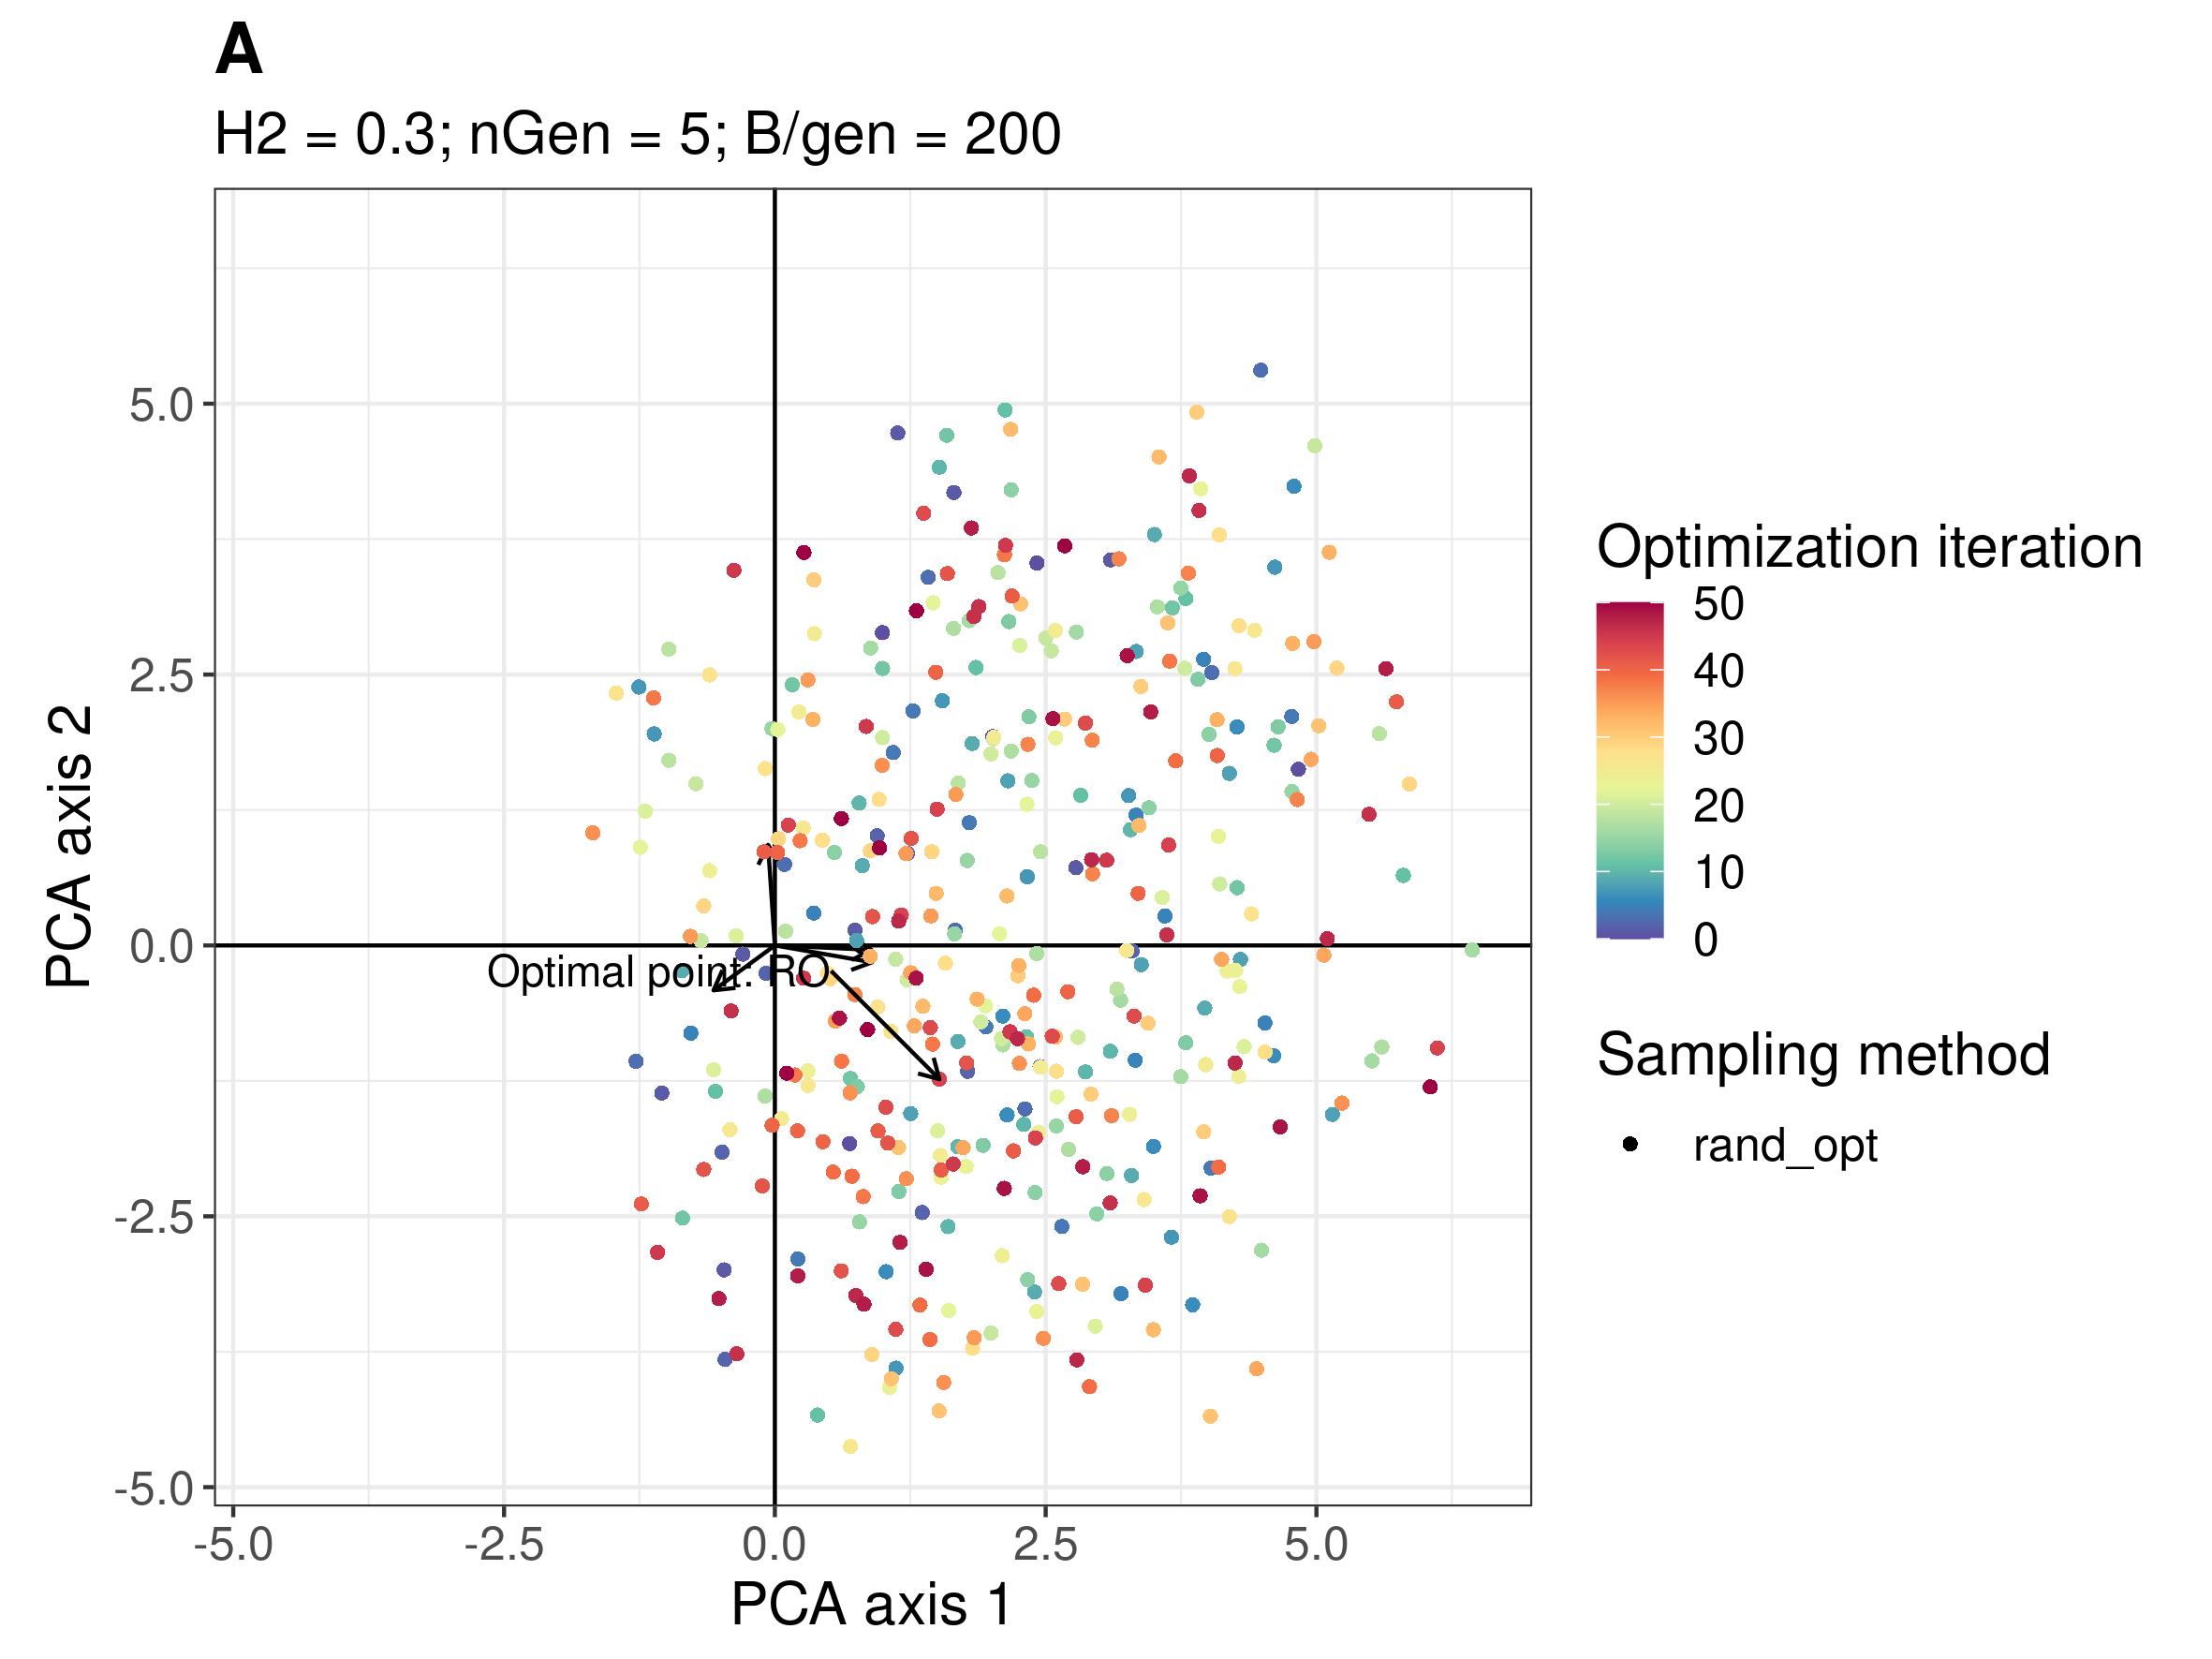 A
H2 = 0.3; nGen = 5; B/gen = 200
PCA axis 2
5.0
2.5
0.0
-2.5
-5.0
Optimal point: RO
-5.0 -2.5 0.0 2.5 5.0
PCA axis 1
Optimization iteration
50
40
30
20
10
0
Sampling method
rand_opt